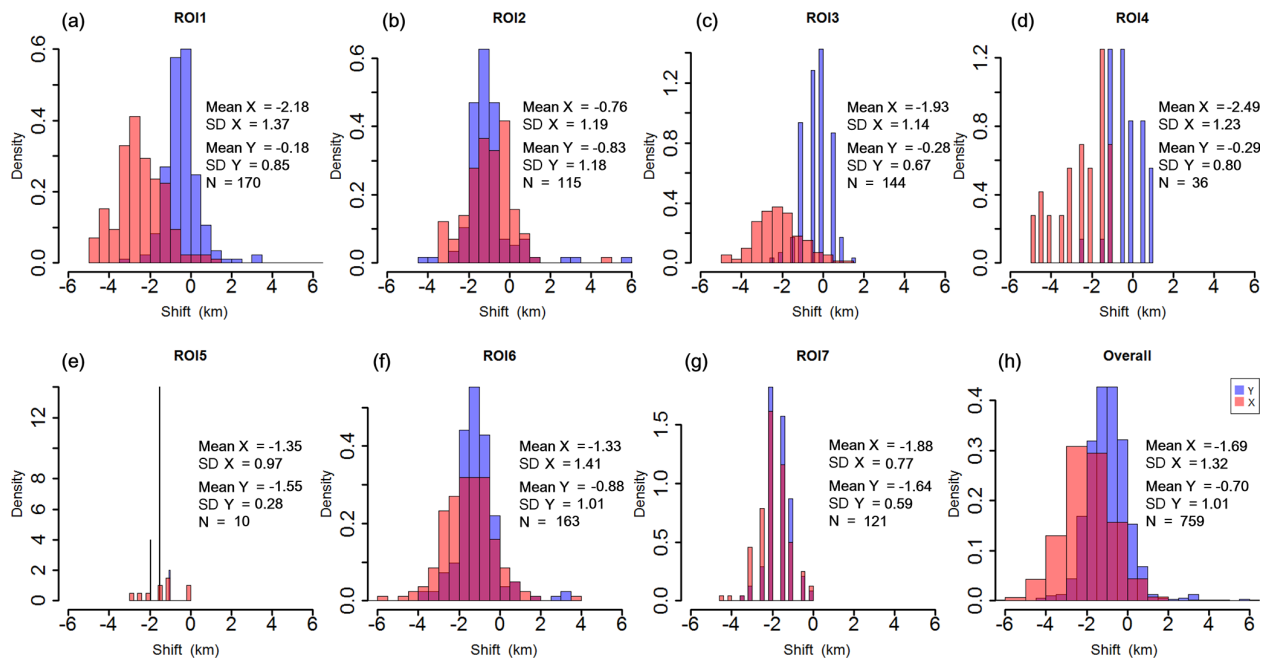 (a) ROI1
Density
0.0 0.2 0.4 0.6
Mean X = -2.18
SD X = 1.37
Mean Y = -0.18
SD Y = 0.85
N = 170
-6 -4 -2 0 2 4 6
Shift (km)
(b) ROI2
Density
0.0 0.2 0.4 0.6
Mean X = -0.76
SD X = 1.19
Mean Y = -0.83
SD Y = 1.18
N = 115
-6 -4 -2 0 2 4 6
Shift (km)
(c) ROI3
Density
0.0 0.4 0.8 1.2
Mean X = -1.93
SD X = 1.14
Mean Y = -0.28
SD Y = 0.67
N = 144
-6 -4 -2 0 2 4 6
Shift (km)
(d) ROI4
Density
0.0 0.4 0.8 1.2
Mean X = -2.49
SD X = 1.23
Mean Y = -0.29
SD Y = 0.80
N = 36
-6 -4 -2 0 2 4 6
Shift (km)
(e) ROI5
Density
0 2 4 6 8 12
Mean X = -1.35
SD X = 0.97
Mean Y = -1.55
SD Y = 0.28
N = 10
-6 -4 -2 0 2 4 6
Shift (km)
(f) ROI6
Density
0.0 0.2 0.4
Mean X = -1.33
SD X = 1.41
Mean Y = -0.88
SD Y = 1.01
N = 163
-6 -4 -2 0 2 4 6
Shift (km)
(g) ROI7
Density
0.0 0.5 1.0 1.5
Mean X = -1.88
SD X = 0.77
Mean Y = -1.64
SD Y = 0.59
N = 121
-6 -4 -2 0 2 4 6
Shift (km)
(h) Overall
Y
X
Density
0.0 0.1 0.2 0.3 0.4
Mean X = -1.69
SD X = 1.32
Mean Y = -0.70
SD Y = 1.01
N = 759
-6 -4 -2 0 2 4 6
Shift (km)